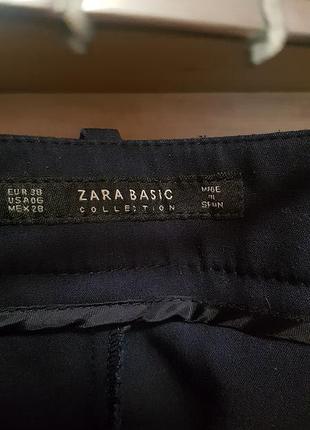 EUR 38
USA 06
MEX 28
ZARA BASIC
COLLECTION
MADE
IN
SPAIN